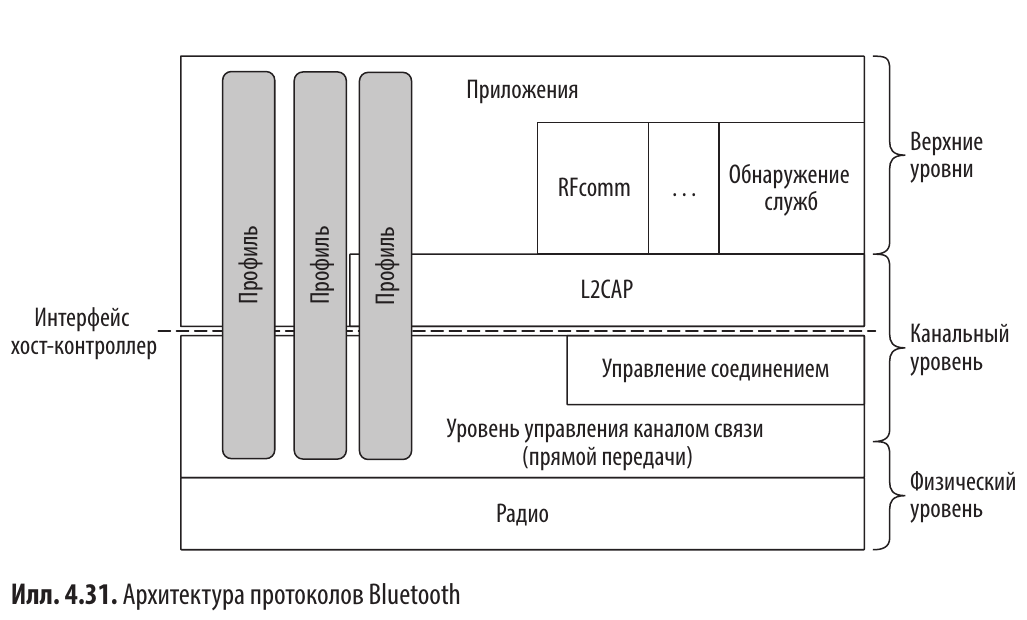 Приложения
Верхние
уровни
RFcomm
. . .
Обнаружение
служб
Профиль
Профиль
Профиль
L2CAP
Интерфейс
хост-контроллер
Канальный
уровень
Управление соединением
Уровень управления каналом связи
(прямой передачи)
Физический
уровень
Радио
Илл. 4.31. Архитектура протоколов Bluetooth